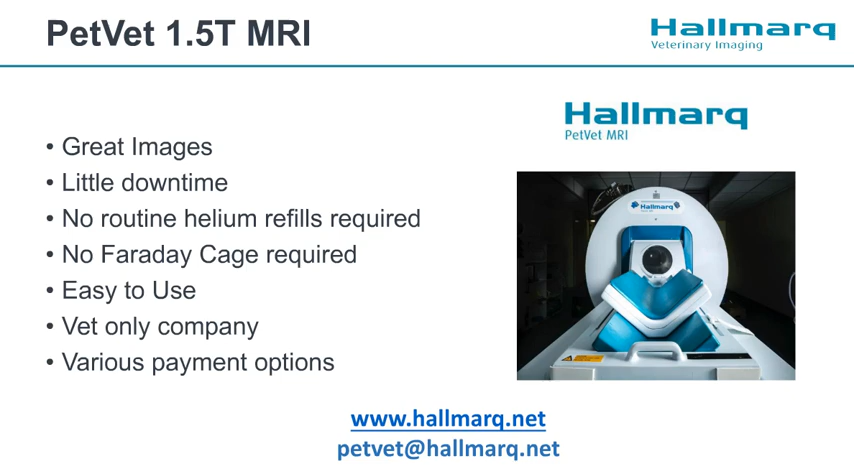 PetVet 1.5T MRI
Hallmarq
Veterinary Imaging
Hallmarq
PetVet MRI
• Great Images
• Little downtime
• No routine helium refills required
• No Faraday Cage required
• Easy to Use
• Vet only company
• Various payment options
Hallmarq
www.hallmarq.net
petvet@hallmarq.net